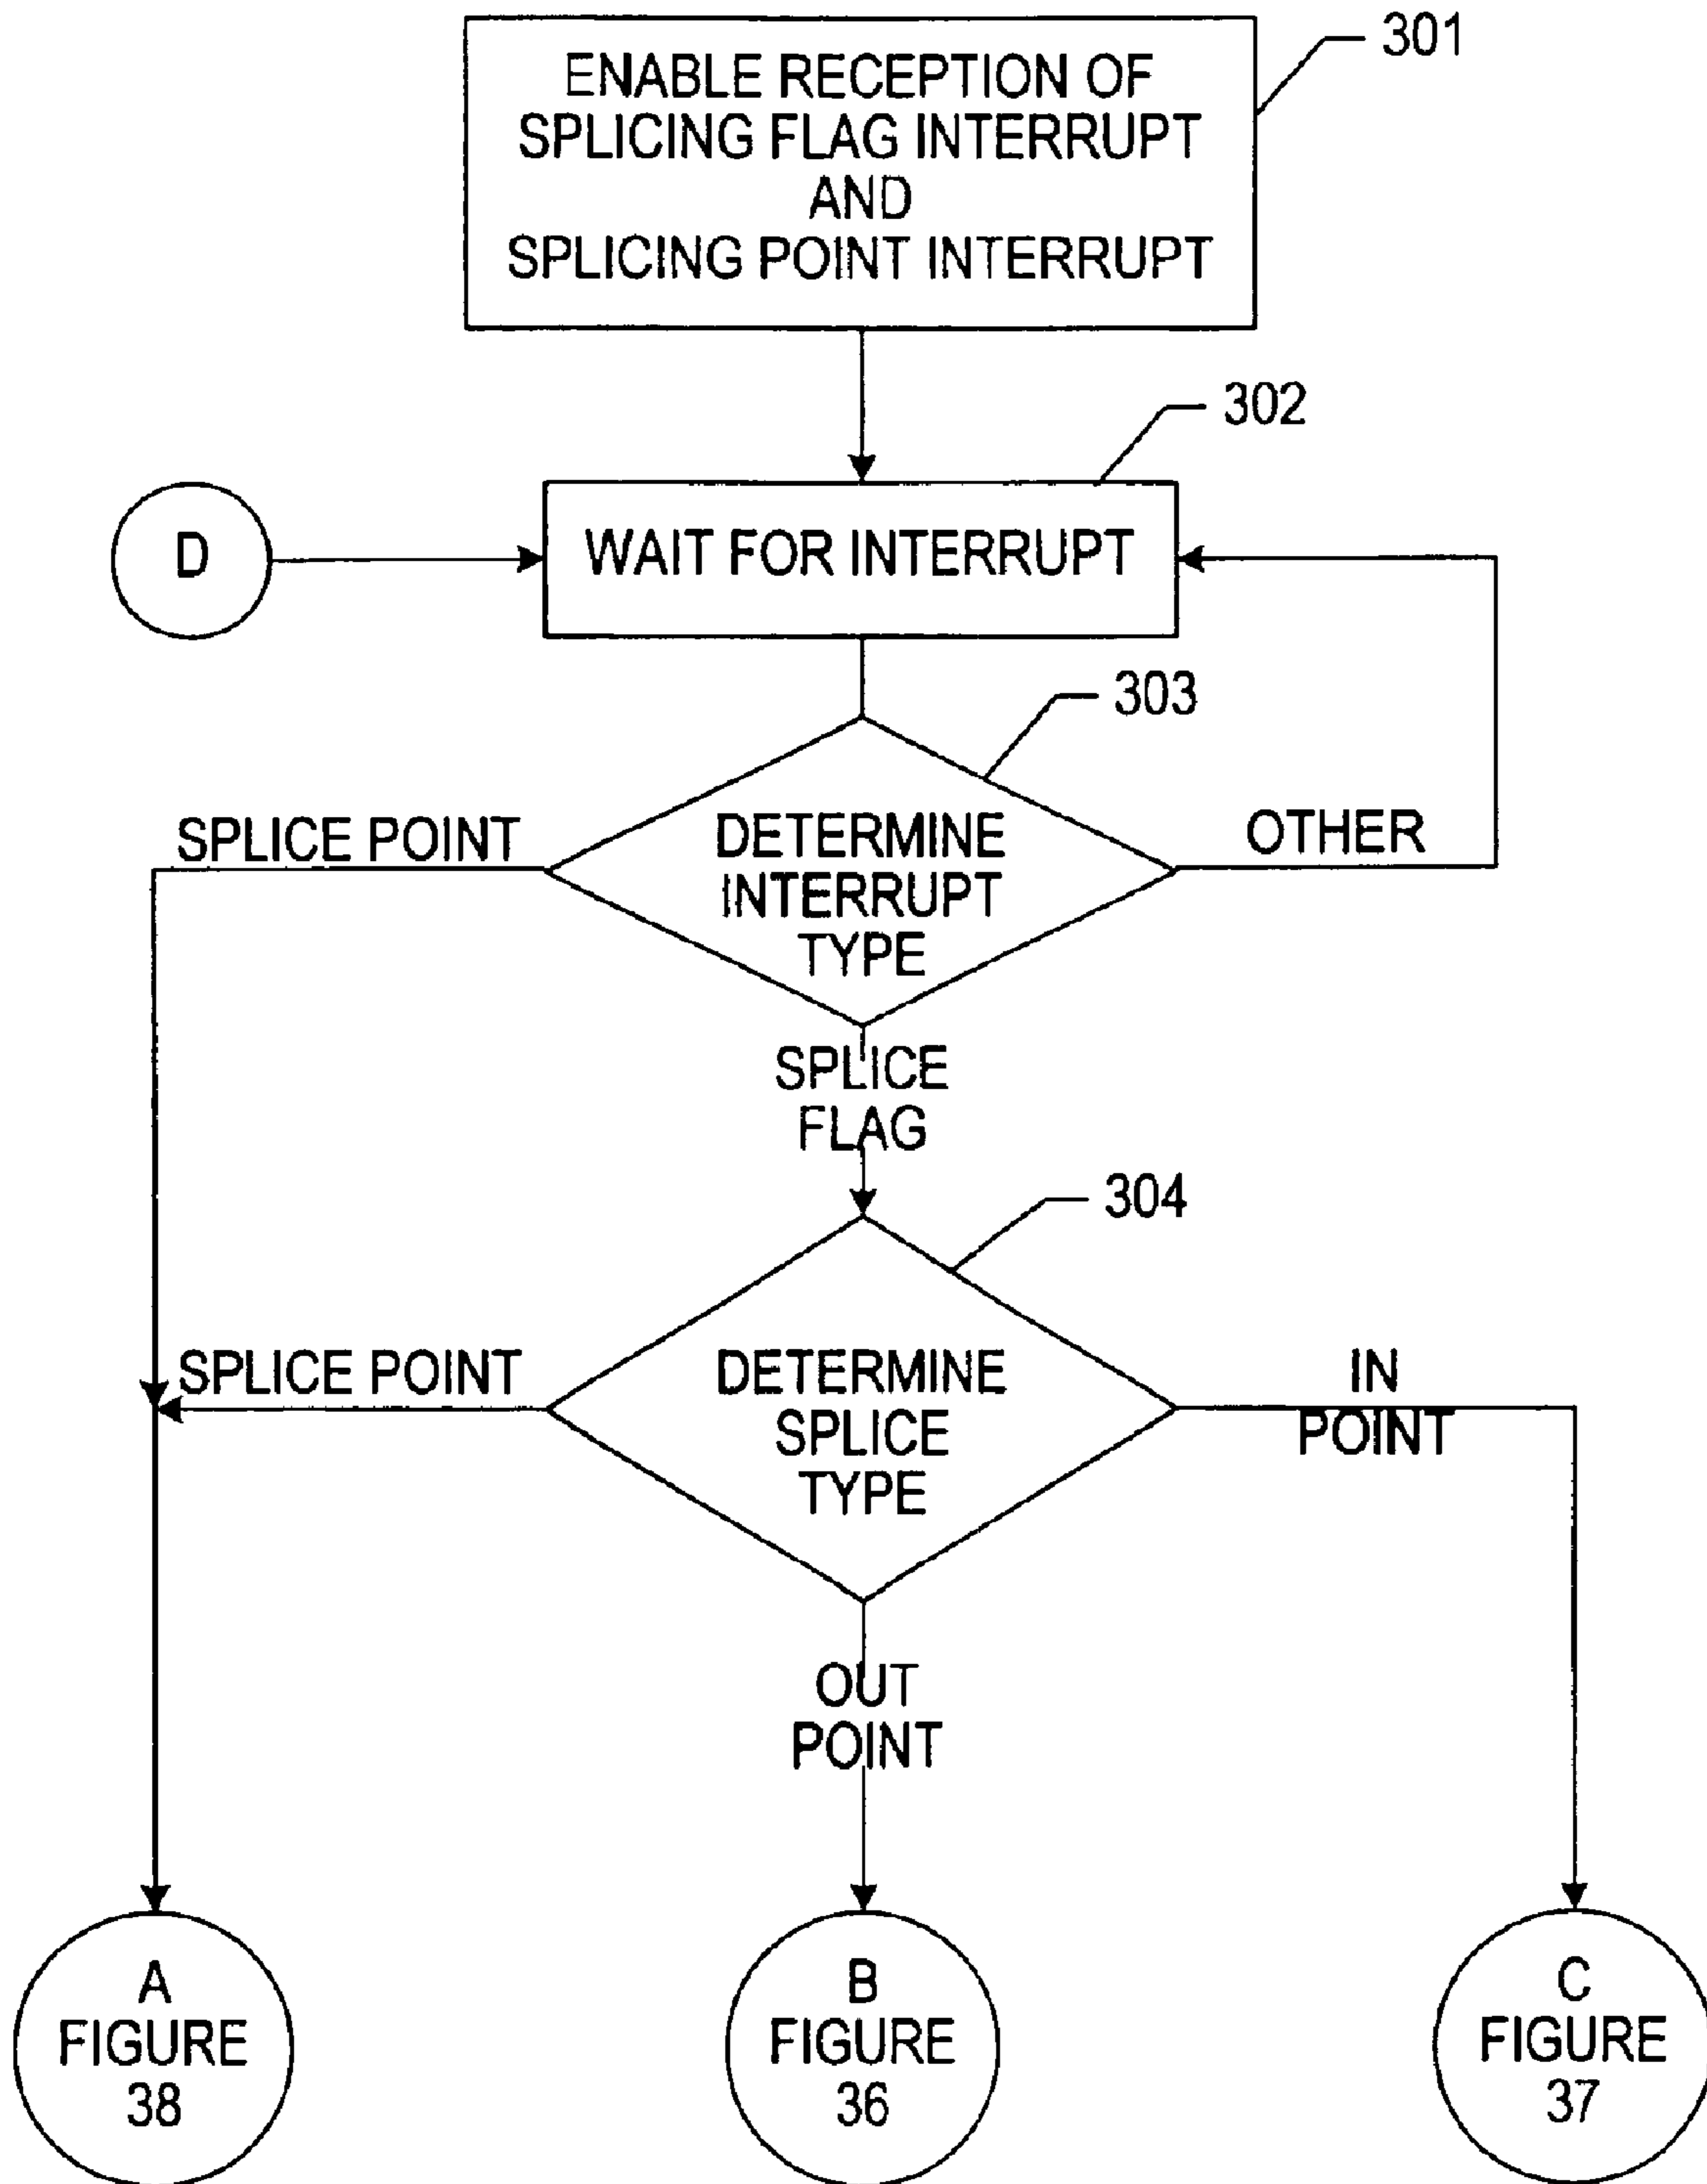 301
ENABLE RECEPTION OF
SPLICING FLAG INTERRUPT
AND
SPLICING POINT INTERRUPT
302
D
WAIT FOR INTERRUPT
303
SPLICE POINT
DETERMINE
INTERRUPT
TYPE
OTHER
SPLICE
FLAG
304
SPLICE POINT
DETERMINE
SPLICE
TYPE
IN
POINT
OUT
POINT
A
FIGURE
38
B
FIGURE
36
C
FIGURE
37